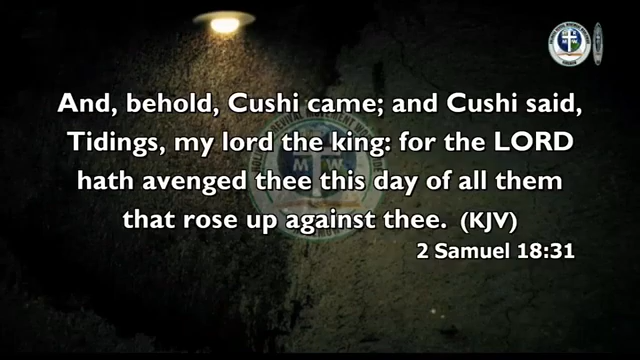 And, behold, Cushi came; and Cushi said,
Tidings, my lord the king: for the LORD
hath avenged thee this day of all them
that rose up against thee. (KJV)
2 Samuel 18:31